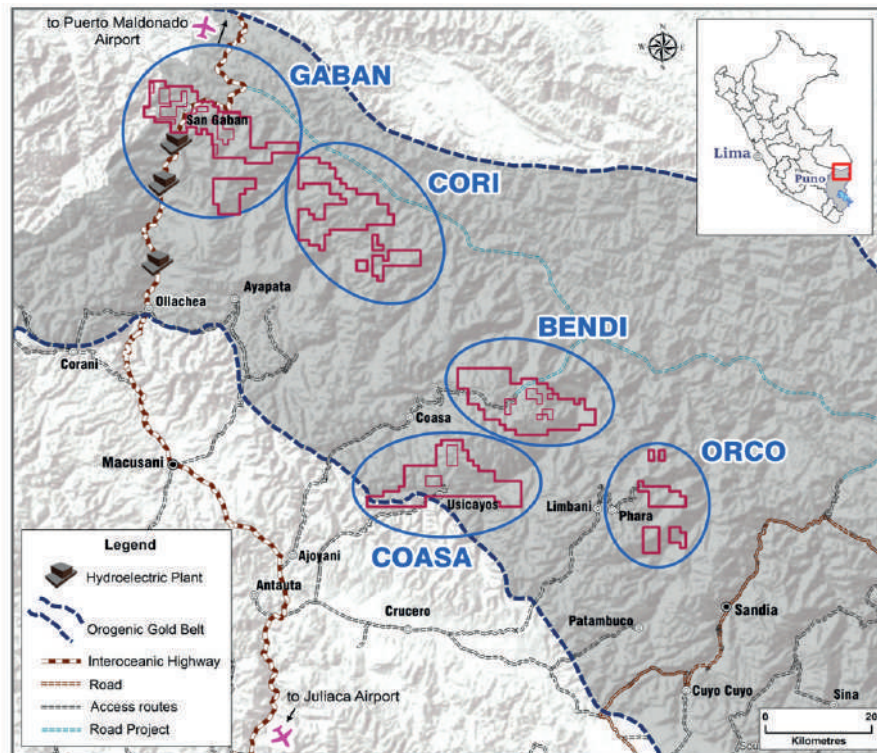 to Puerto Maldonado
Airport
GABAN
San Gaban
CORI
Lima
Puno
Ollachea
Ayapata
Corani
BENDI
Coasa
Macusani
ORCO
Usicayos
Limbani
Phara
COASA
Legend
Hydroelectric Plant
Orogenic Gold Belt
Interoceanic Highway
Road
Access routes
Road Project
Ajoyani
Antauta
Crucero
Patambuco
Sandia
to Juliaca Airport
Cuyo Cuyo
Sina
0 20
Kilometres
N
W E
S